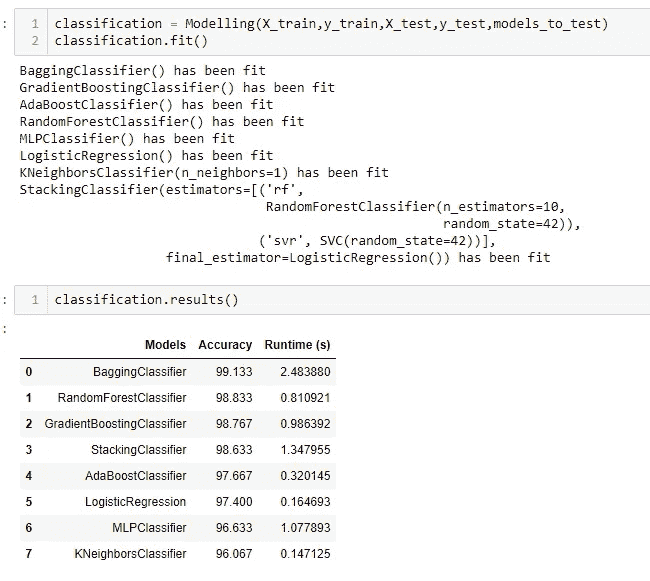 : 1 classification = Modelling(X_train,y_train,X_test,y_test,models_to_test)
2 classification.fit()
BaggingClassifier() has been fit
GradientBoostingClassifier() has been fit
AdaBoostClassifier() has been fit
RandomForestClassifier() has been fit
MLPClassifier() has been fit
LogisticRegression() has been fit
KNeighborsClassifier(n_neighbors=1) has been fit
StackingClassifier(estimators=[('rf',
RandomForestClassifier(n_estimators=10,
random_state=42)),
('svr', SVC(random_state=42))],
final_estimator=LogisticRegression()) has been fit
: 1 classification.results()
:
Models Accuracy Runtime (s)
0 BaggingClassifier 99.133 2.483880
1 RandomForestClassifier 98.833 0.810921
2 GradientBoostingClassifier 98.767 0.986392
3 StackingClassifier 98.633 1.347955
4 AdaBoostClassifier 97.667 0.320145
5 LogisticRegression 97.400 0.164693
6 MLPClassifier 96.633 1.077893
7 KNeighborsClassifier 96.067 0.147125